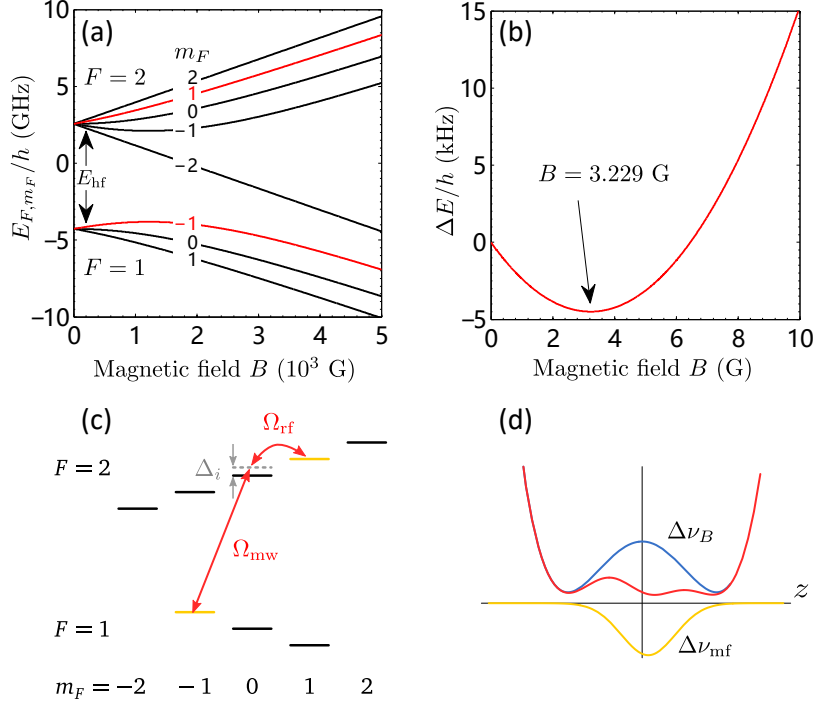 (a)
E_{F,m_F}/h (GHz)
10
5
0
−5
−10
F = 2
m_F
2
1
0
−1
−2
E_hf
−1
0
1
F = 1
0 1 2 3 4 5
Magnetic field B (10³ G)
(b)
ΔE/h (kHz)
15
10
5
0
−5
B = 3.229 G
0 2 4 6 8 10
Magnetic field B (G)
(c)
Ω_rf
F = 2
Δ_i
Ω_mw
F = 1
m_F = −2 −1 0 1 2
(d)
Δν_B
z
Δν_mf